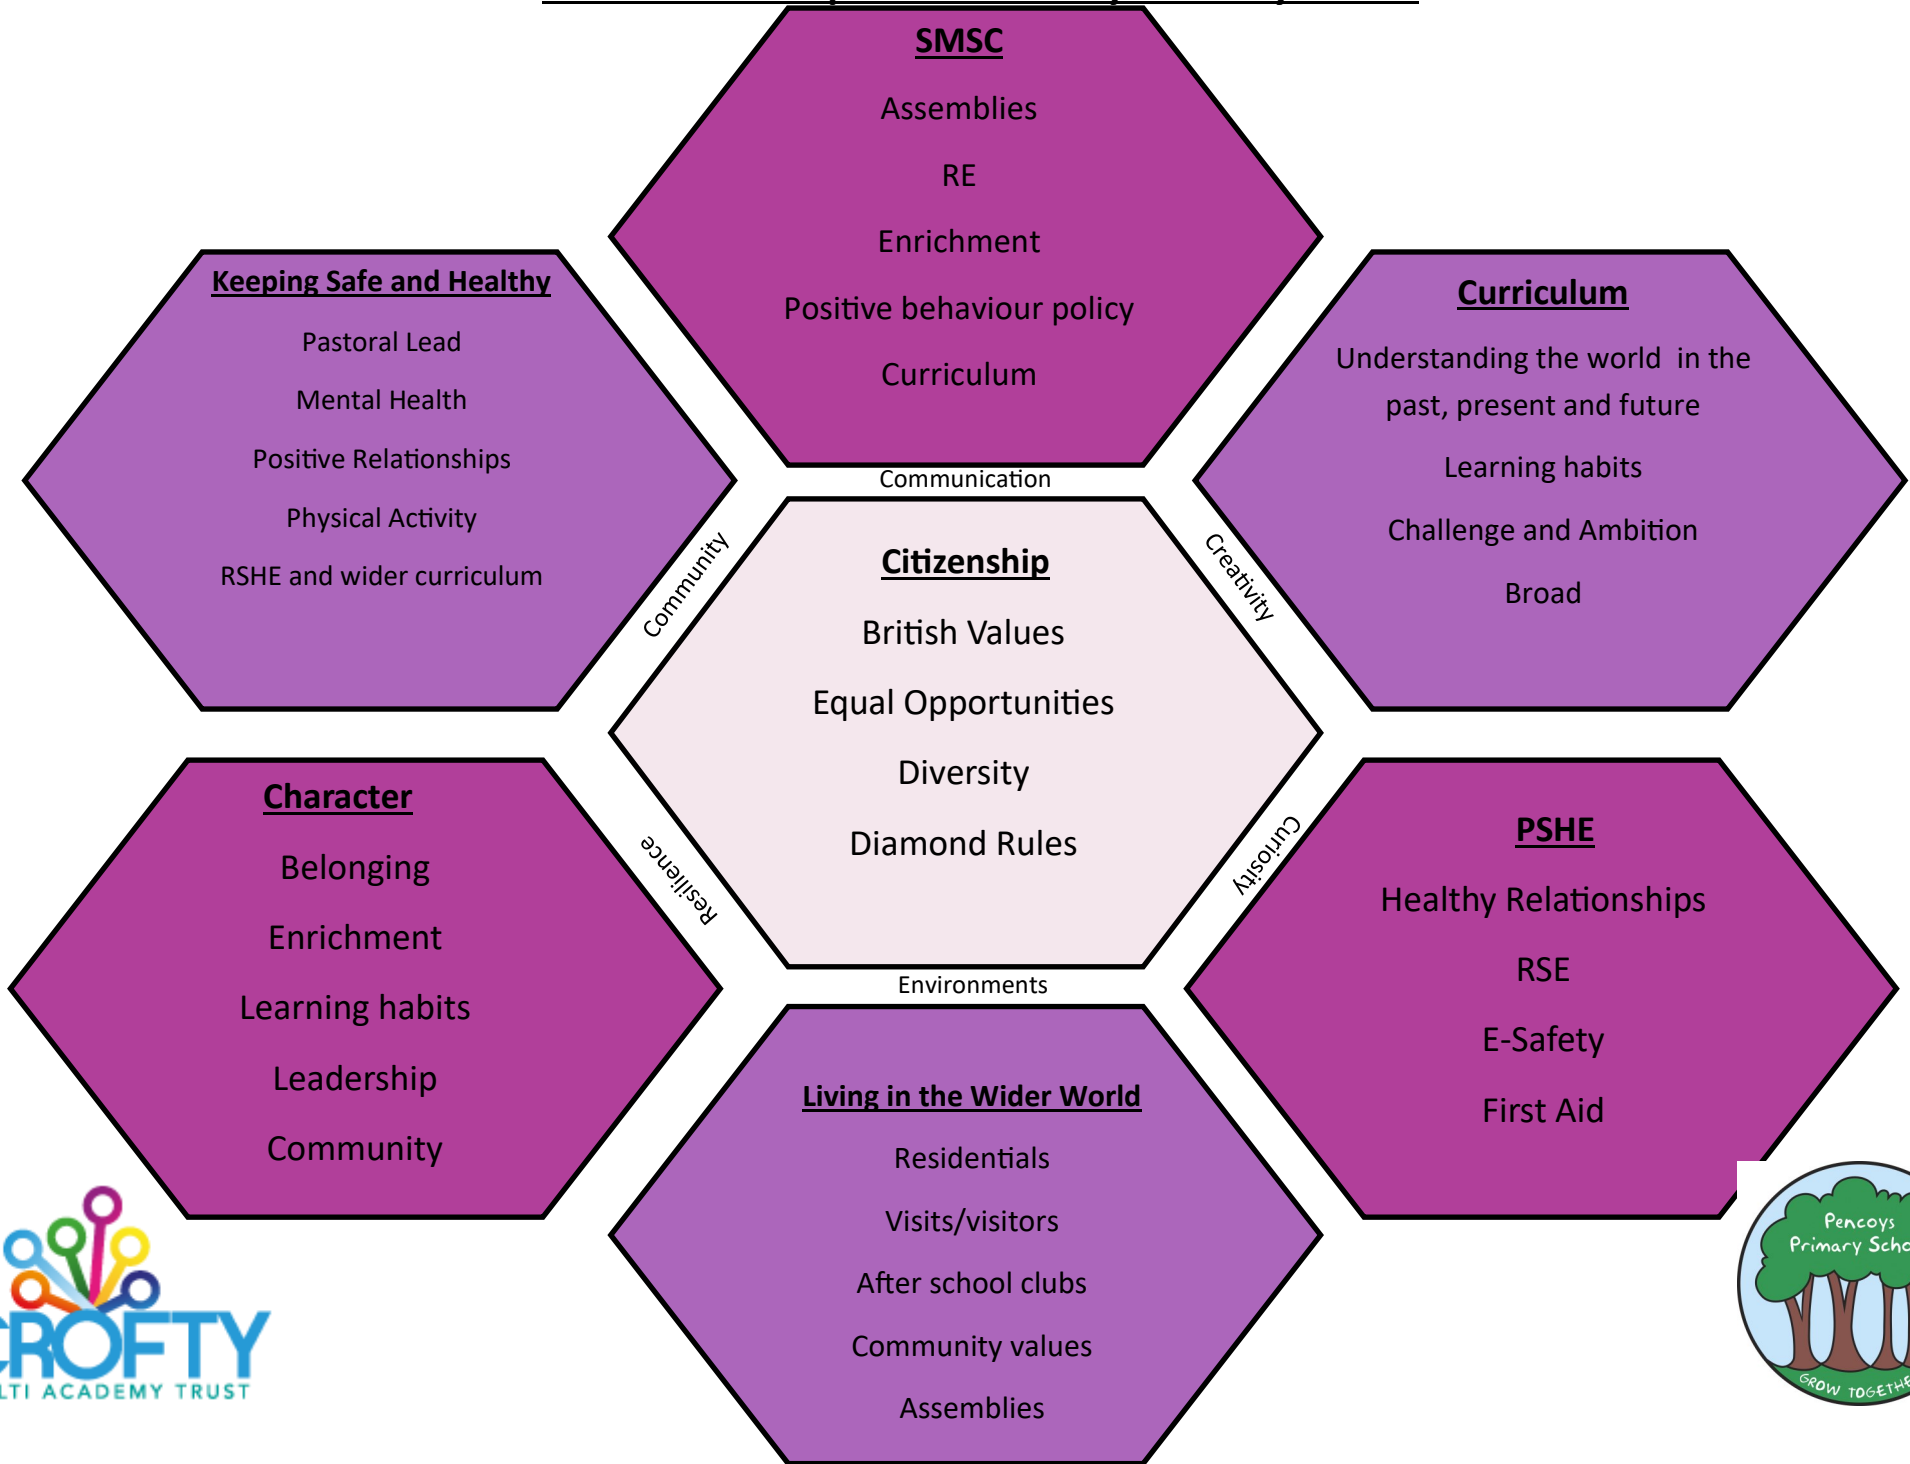 SMSC
Assemblies
RE
Enrichment
Positive behaviour policy
Curriculum
Keeping Safe and Healthy
Pastoral Lead
Mental Health
Positive Relationships
Physical Activity
RSHE and wider curriculum
Curriculum
Understanding the world in the
past, present and future
Learning habits
Challenge and Ambition
Broad
Communication
Community
Creativity
Citizenship
British Values
Equal Opportunities
Diversity
Diamond Rules
Resilience
Curiosity
Environments
Character
Belonging
Enrichment
Learning habits
Leadership
Community
PSHE
Healthy Relationships
RSE
E-Safety
First Aid
Living in the Wider World
Residentials
Visits/visitors
After school clubs
Community values
Assemblies
CROFTY
LTI ACADEMY TRUST
Pencoys
Primary Scho
GROW TOGETHE